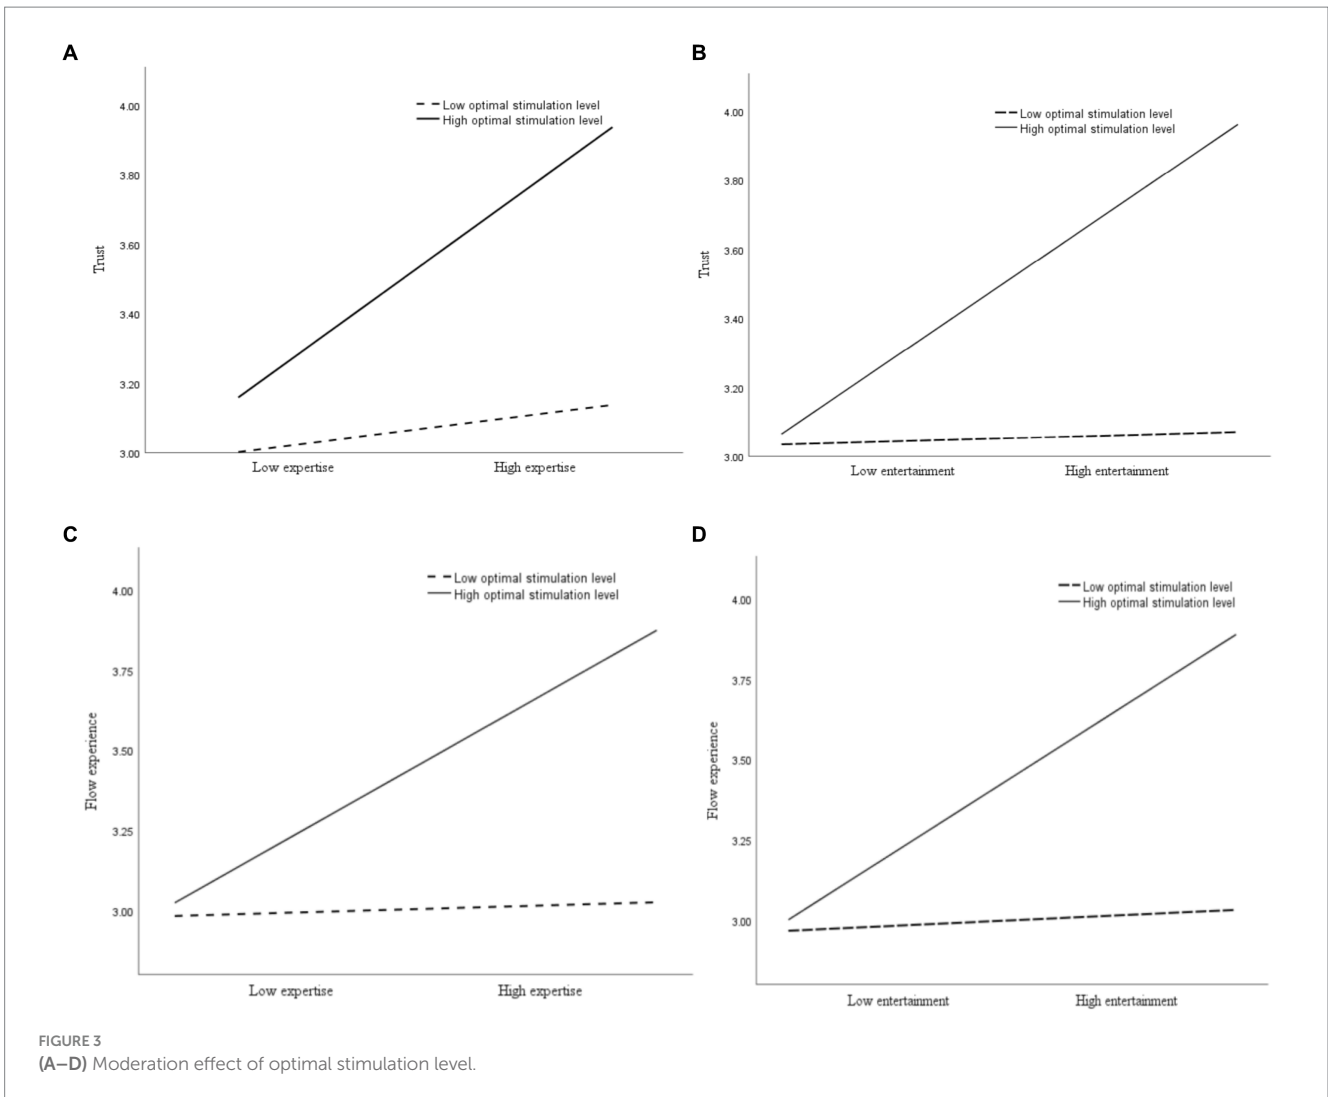 A
Low optimal stimulation level
High optimal stimulation level
4.00
3.80
3.60
3.40
3.20
3.00
Trust
Low expertise
High expertise
B
Low optimal stimulation level
High optimal stimulation level
4.00
3.80
3.60
3.40
3.20
3.00
Trust
Low entertainment
High entertainment
C
Low optimal stimulation level
High optimal stimulation level
4.00
3.75
3.50
3.25
3.00
Flow experience
Low expertise
High expertise
D
Low optimal stimulation level
High optimal stimulation level
4.00
3.75
3.50
3.25
3.00
Flow experience
Low entertainment
High entertainment
FIGURE 3
(A–D) Moderation effect of optimal stimulation level.